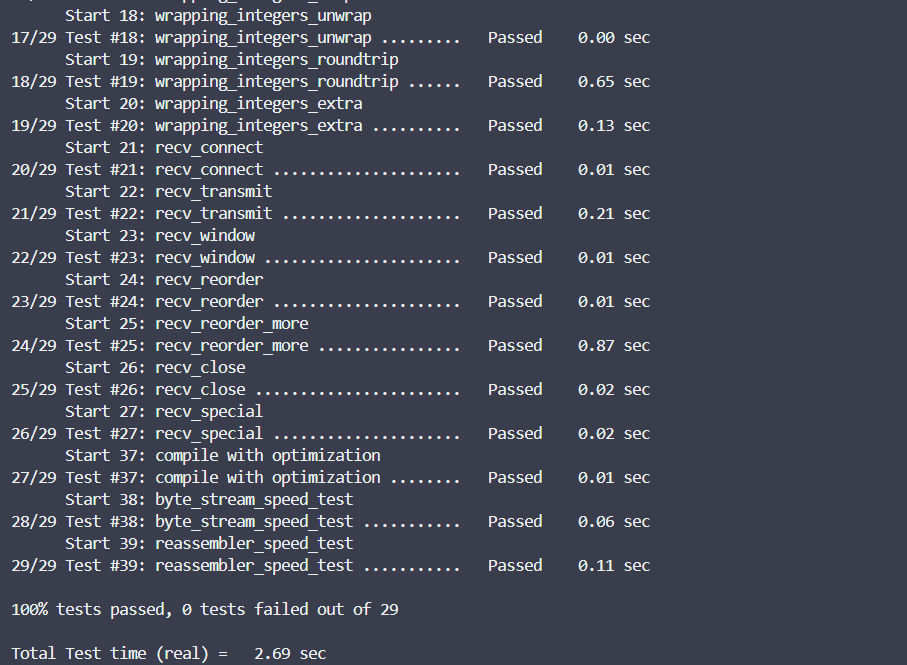 Start 18: wrapping_integers_unwrap
17/29 Test #18: wrapping_integers_unwrap .........   Passed    0.00 sec
Start 19: wrapping_integers_roundtrip
18/29 Test #19: wrapping_integers_roundtrip ......   Passed    0.65 sec
Start 20: wrapping_integers_extra
19/29 Test #20: wrapping_integers_extra ..........   Passed    0.13 sec
Start 21: recv_connect
20/29 Test #21: recv_connect .....................   Passed    0.01 sec
Start 22: recv_transmit
21/29 Test #22: recv_transmit ....................   Passed    0.21 sec
Start 23: recv_window
22/29 Test #23: recv_window ......................   Passed    0.01 sec
Start 24: recv_reorder
23/29 Test #24: recv_reorder .....................   Passed    0.01 sec
Start 25: recv_reorder_more
24/29 Test #25: recv_reorder_more ................   Passed    0.87 sec
Start 26: recv_close
25/29 Test #26: recv_close .......................   Passed    0.02 sec
Start 27: recv_special
26/29 Test #27: recv_special .....................   Passed    0.02 sec
Start 37: compile with optimization
27/29 Test #37: compile with optimization ........   Passed    0.01 sec
Start 38: byte_stream_speed_test
28/29 Test #38: byte_stream_speed_test ...........   Passed    0.06 sec
Start 39: reassembler_speed_test
29/29 Test #39: reassembler_speed_test ...........   Passed    0.11 sec
100% tests passed, 0 tests failed out of 29
Total Test time (real) =   2.69 sec